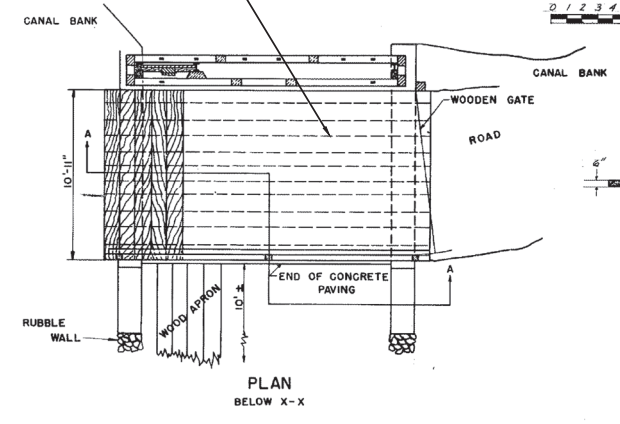 0 1 2 3 4
CANAL BANK
CANAL BANK
WOODEN GATE
ROAD
A
10'-11"
6"
END OF CONCRETE
PAVING
A
WOOD APRON
10' ±
RUBBLE
WALL
PLAN
BELOW X-X